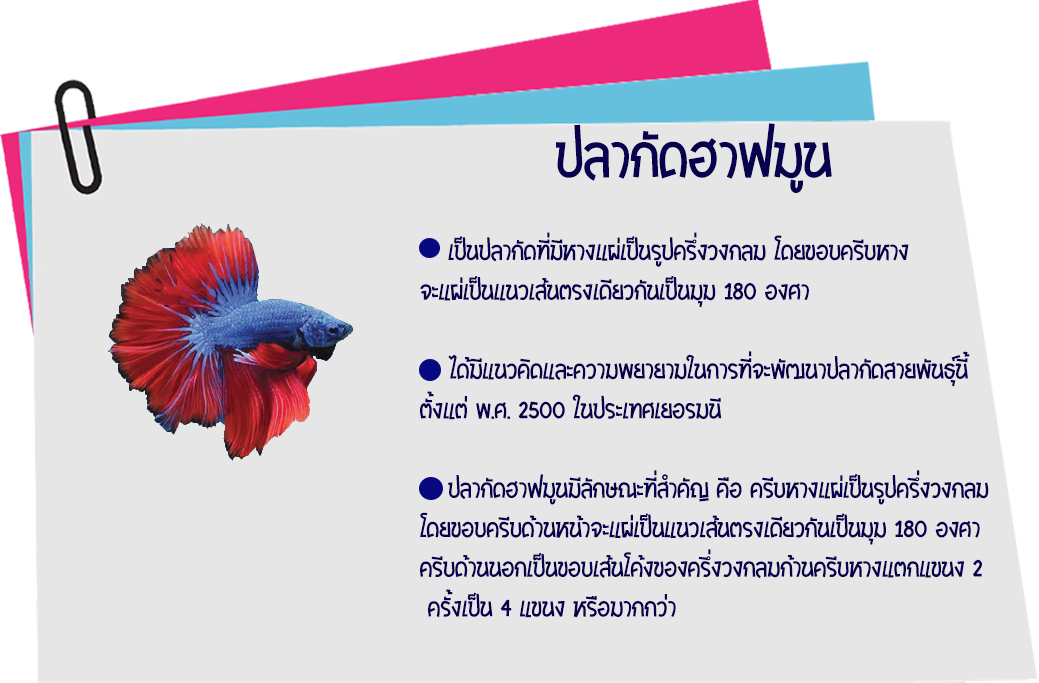 ปลากัดฮาฟมูน
● เป็นปลากัดที่มีหางแผ่เป็นรูปครึ่งวงกลม โดยขอบครีบหาง
จะแผ่เป็นแนวเส้นตรงเดียวกันเป็นมุม 180 องศา
● ได้มีแนวคิดและความพยายามในการที่จะพัฒนาปลากัดสายพันธุ์นี้
ตั้งแต่ พ.ศ. 2500 ในประเทศเยอรมนี
● ปลากัดฮาฟมูนมีลักษณะที่สำคัญ คือ ครีบหางแผ่เป็นรูปครึ่งวงกลม
โดยขอบครีบด้านหน้าจะแผ่เป็นแนวเส้นตรงเดียวกันเป็นมุม 180 องศา
ครีบด้านนอกเป็นขอบเส้นโค้งของครึ่งวงกลมก้านครีบหางแตกแขนง 2
ครั้งเป็น 4 แขนง หรือมากกว่า